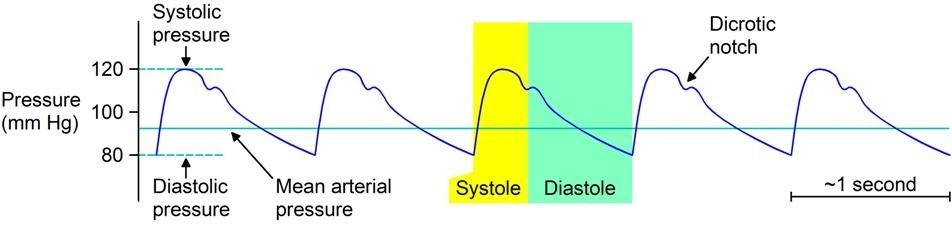 Systolic
pressure
Dicrotic
notch
120
Pressure
(mm Hg)
100
80
Diastolic
pressure
Mean arterial
pressure
Systole
Diastole
~1 second